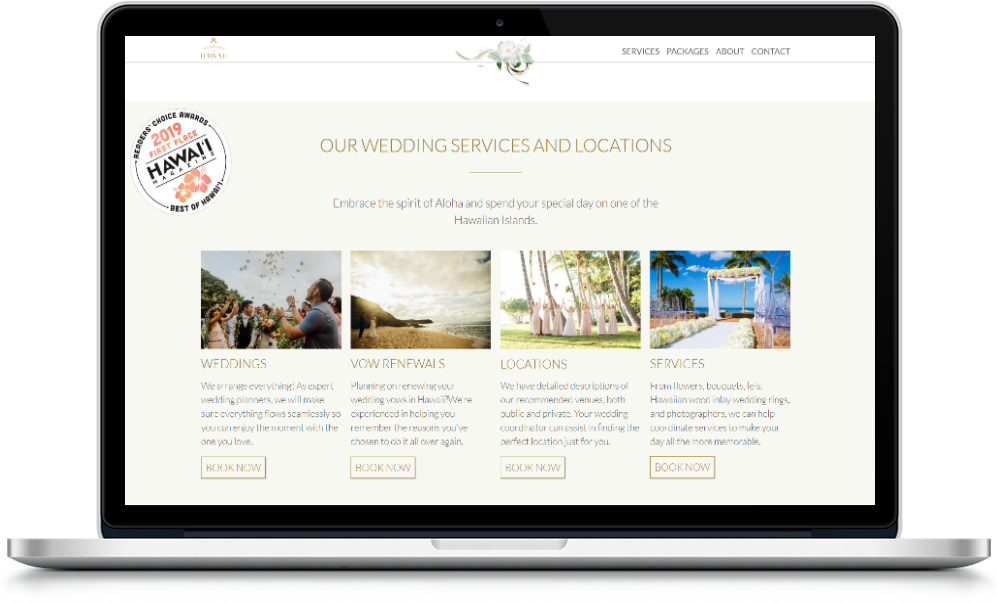 HAWAII
SERVICES PACKAGES ABOUT CONTACT
READERS' CHOICE AWARDS
2019
FIRST PLACE
HAWAI'I
MAGAZINE
BEST OF HAWAI'I
OUR WEDDING SERVICES AND LOCATIONS
Embrace the spirit of Aloha and spend your special day on one of the
Hawaiian Islands.
WEDDINGS
We arrange everything! As expert
wedding planners, we will make
sure everything flows seamlessly so
you can enjoy the moment with the
one you love.
BOOK NOW
VOW RENEWALS
Planning on renewing your
wedding vows in Hawaii?We're
experienced in helping you
remember the reasons you've
chosen to do it all over again.
BOOK NOW
LOCATIONS
We have detailed descriptions of
our recommended venues, both
public and private. Your wedding
coordinator can assist in finding the
perfect location just for you.
BOOK NOW
SERVICES
From flowers, bouquets, leis,
Hawaiian wood inlay wedding rings,
and photographers, we can help
coordinate services to make your
day all the more memorable.
BOOK NOW